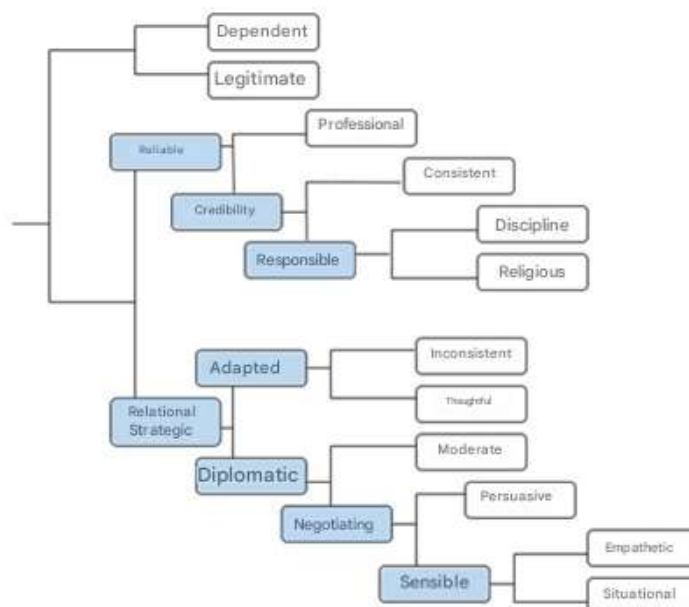 Dependent
Legitimate
Professional
Reliable
Consistent
Credibility
Discipline
Responsible
Religious
Inconsistent
Adapted
Thoughtful
Relational
Strategic
Moderate
Diplomatic
Persuasive
Negotiating
Empathetic
Sensible
Situational